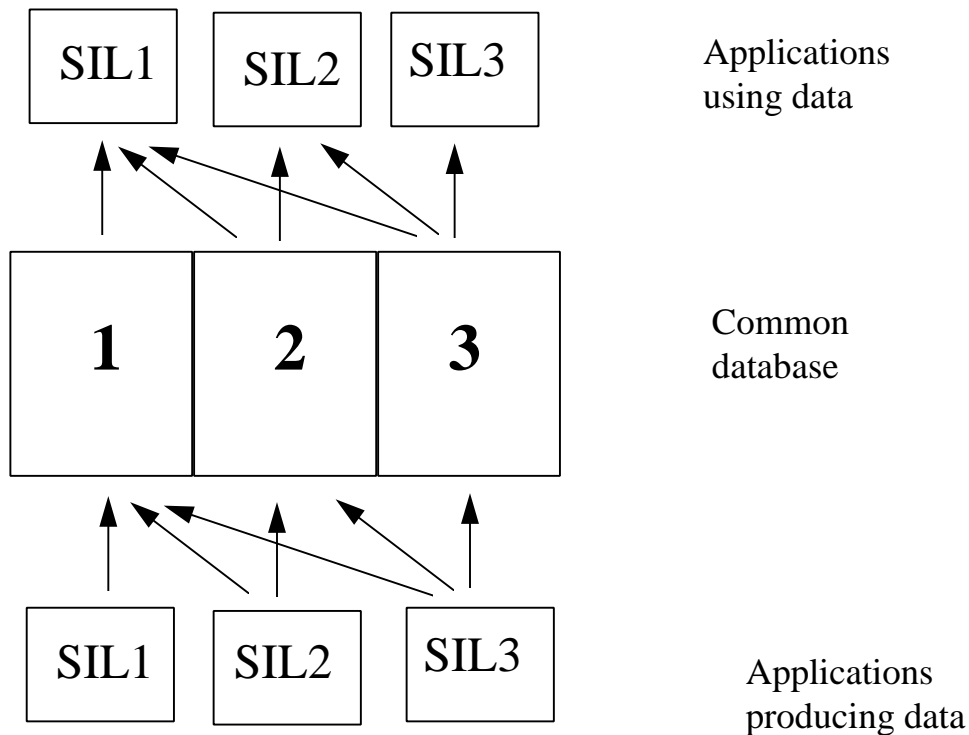 SIL1
SIL2
SIL3
Applications
using data
1
2
3
Common
database
SIL1
SIL2
SIL3
Applications
producing data